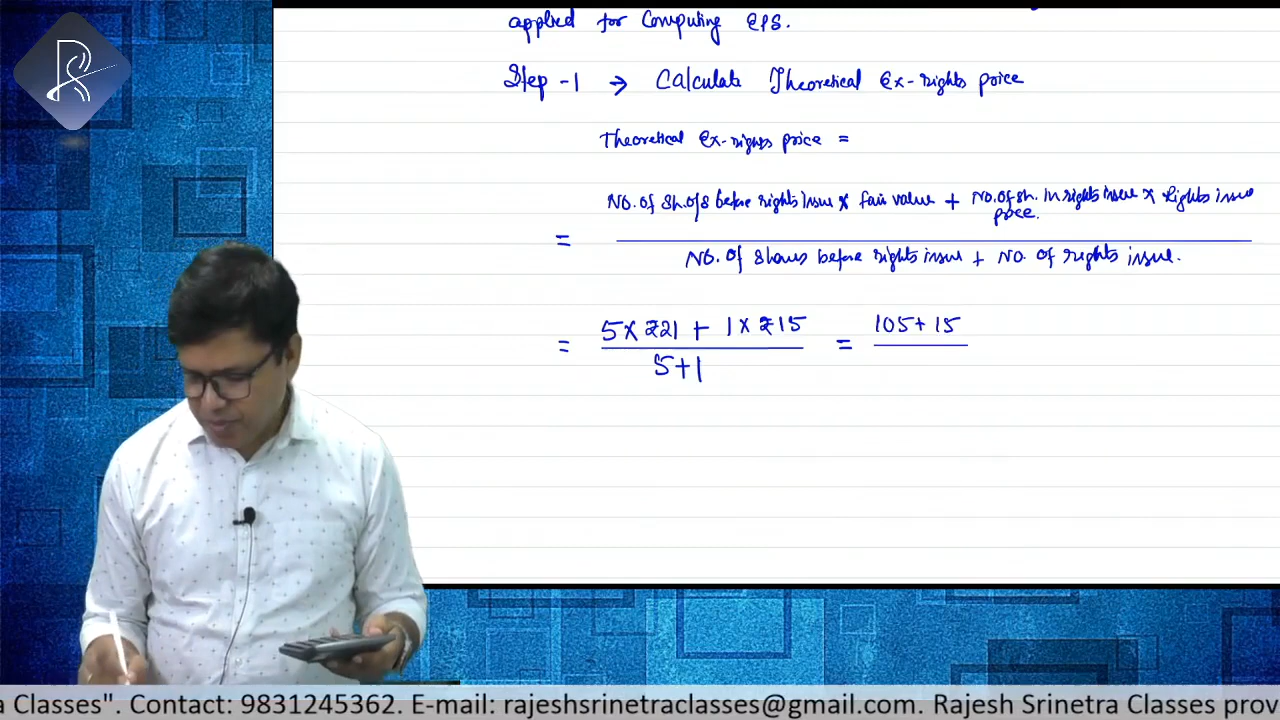 applied for Computing EPS.
Step -1 → Calculate Theoretical Ex-rights price
Theoretical Ex-rights price =
No. of Sh. o/s before rights issue x fair value + No. of sh. in rights issue x Rights issue
price.
=
No. of Shares before rights issue + No. of rights issue.
= 5 x ₹21 + 1 x ₹15 = 105 + 15
5+1
a Classes". Contact: 9831245362. E-mail: rajeshsrinetraclasses@gmail.com. Rajesh Srinetra Classes prov